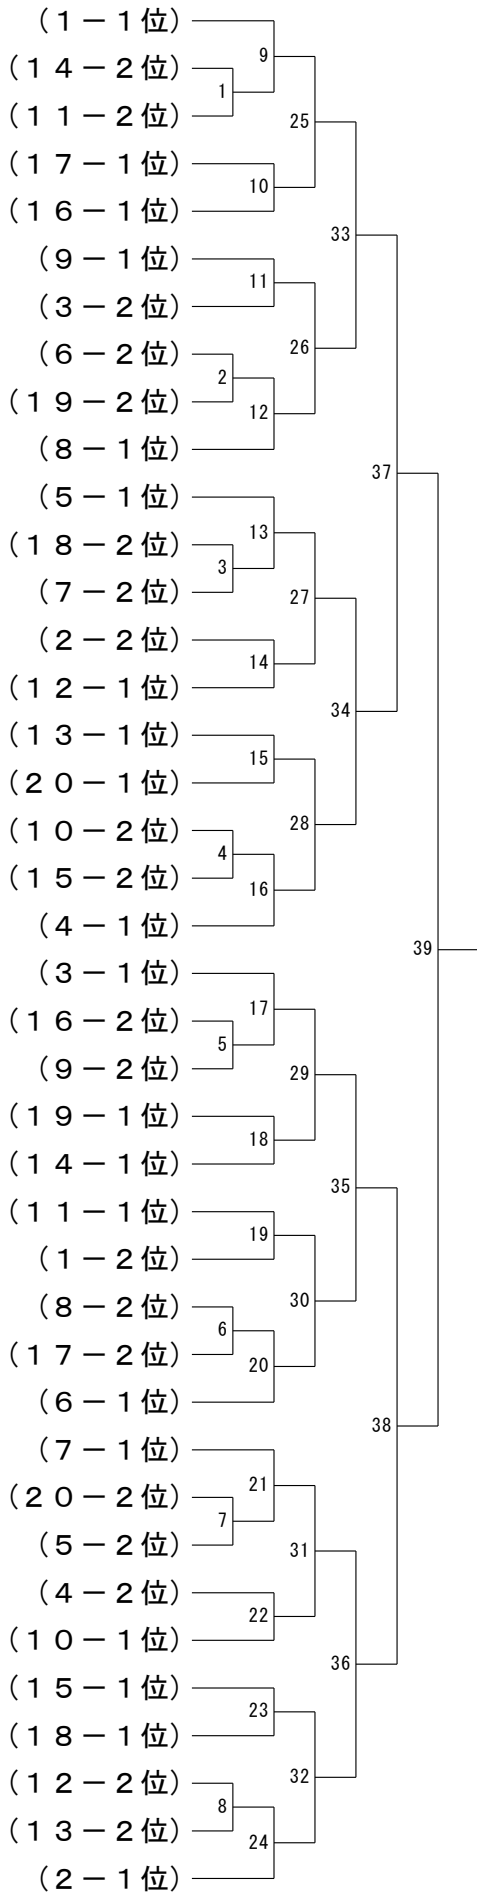 （１－１位）
9
（１４－２位）
1
（１１－２位）
25
（１７－１位）
10
（１６－１位）
33
（９－１位）
11
（３－２位）
26
（６－２位）
2
（１９－２位）
12
（８－１位）
37
（５－１位）
13
（１８－２位）
3
（７－２位）
27
（２－２位）
14
（１２－１位）
34
（１３－１位）
15
（２０－１位）
28
（１０－２位）
4
（１５－２位）
16
（４－１位）
39
（３－１位）
17
（１６－２位）
5
（９－２位）
29
（１９－１位）
18
（１４－１位）
35
（１１－１位）
19
（１－２位）
30
（８－２位）
6
（１７－２位）
20
（６－１位）
38
（７－１位）
21
（２０－２位）
7
（５－２位）
31
（４－２位）
22
（１０－１位）
36
（１５－１位）
23
（１８－１位）
32
（１２－２位）
8
（１３－２位）
24
（２－１位）